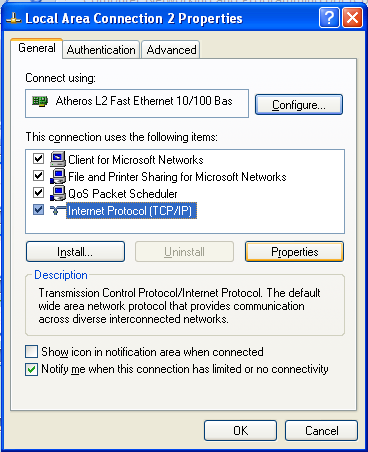 Local Area Connection 2 Properties
General Authentication Advanced
Connect using:
Atheros L2 Fast Ethernet 10/100 Bas
Configure...
This connection uses the following items:
Client for Microsoft Networks
File and Printer Sharing for Microsoft Networks
QoS Packet Scheduler
Internet Protocol (TCP/IP)
Install... Uninstall Properties
Description
Transmission Control Protocol/Internet Protocol. The default
wide area network protocol that provides communication
across diverse interconnected networks.
Show icon in notification area when connected
Notify me when this connection has limited or no connectivity
OK Cancel